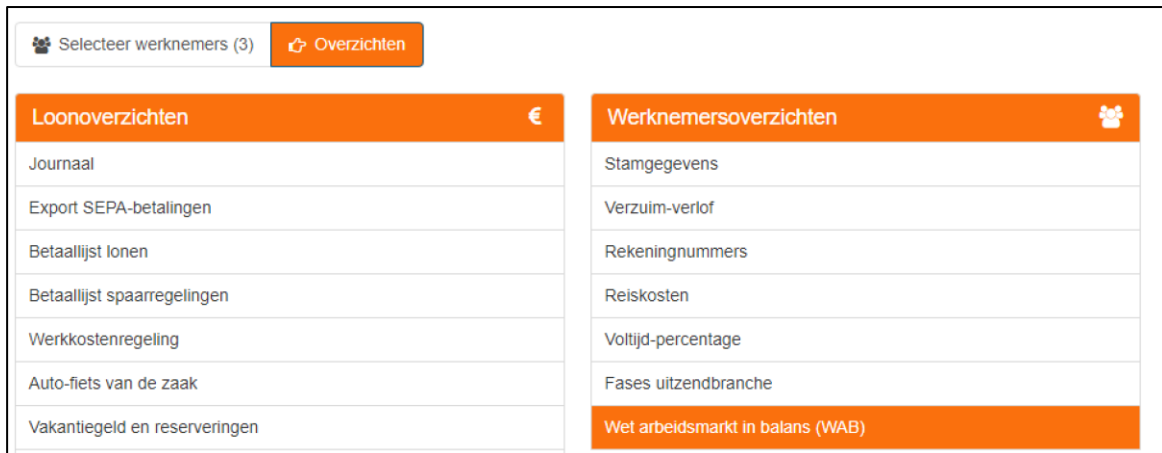 Selecteer werknemers (3)
Overzichten
Loonoverzichten €
Journaal
Export SEPA-betalingen
Betaallijst lonen
Betaallijst spaarregelingen
Werkkostenregeling
Auto-fiets van de zaak
Vakantiegeld en reserveringen
Werknemersoverzichten
Stamgegevens
Verzuim-verlof
Rekeningnummers
Reiskosten
Voltijd-percentage
Fases uitzendbranche
Wet arbeidsmarkt in balans (WAB)